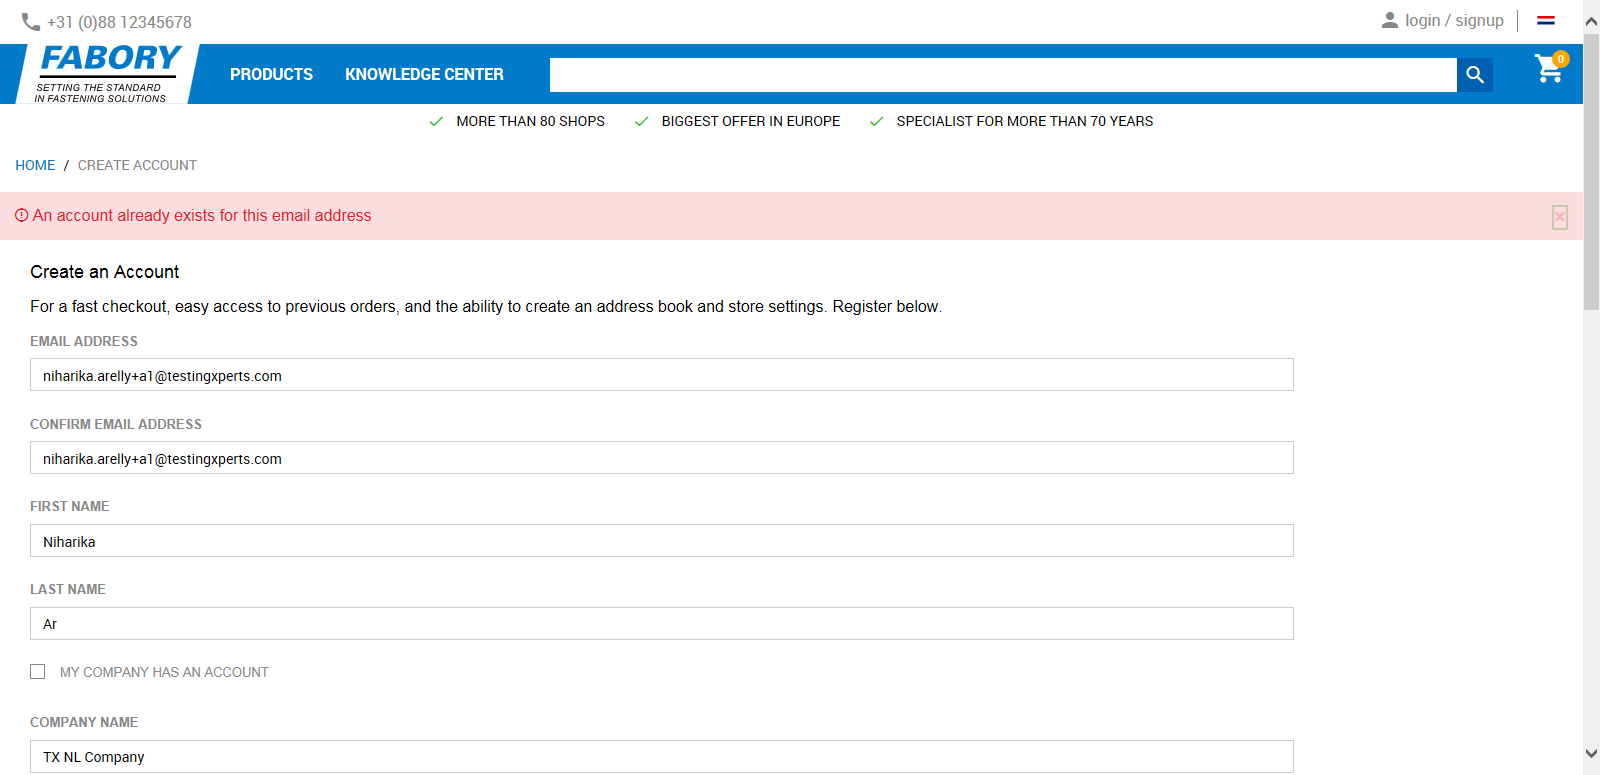 +31 (0)88 12345678
login / signup
FABORY
SETTING THE STANDARD
IN FASTENING SOLUTIONS
PRODUCTS
KNOWLEDGE CENTER
0
MORE THAN 80 SHOPS
BIGGEST OFFER IN EUROPE
SPECIALIST FOR MORE THAN 70 YEARS
HOME / CREATE ACCOUNT
An account already exists for this email address
Create an Account
For a fast checkout, easy access to previous orders, and the ability to create an address book and store settings. Register below.
EMAIL ADDRESS
niharika.arelly+a1@testingxperts.com
CONFIRM EMAIL ADDRESS
niharika.arelly+a1@testingxperts.com
FIRST NAME
Niharika
LAST NAME
Ar
MY COMPANY HAS AN ACCOUNT
COMPANY NAME
TX NL Company